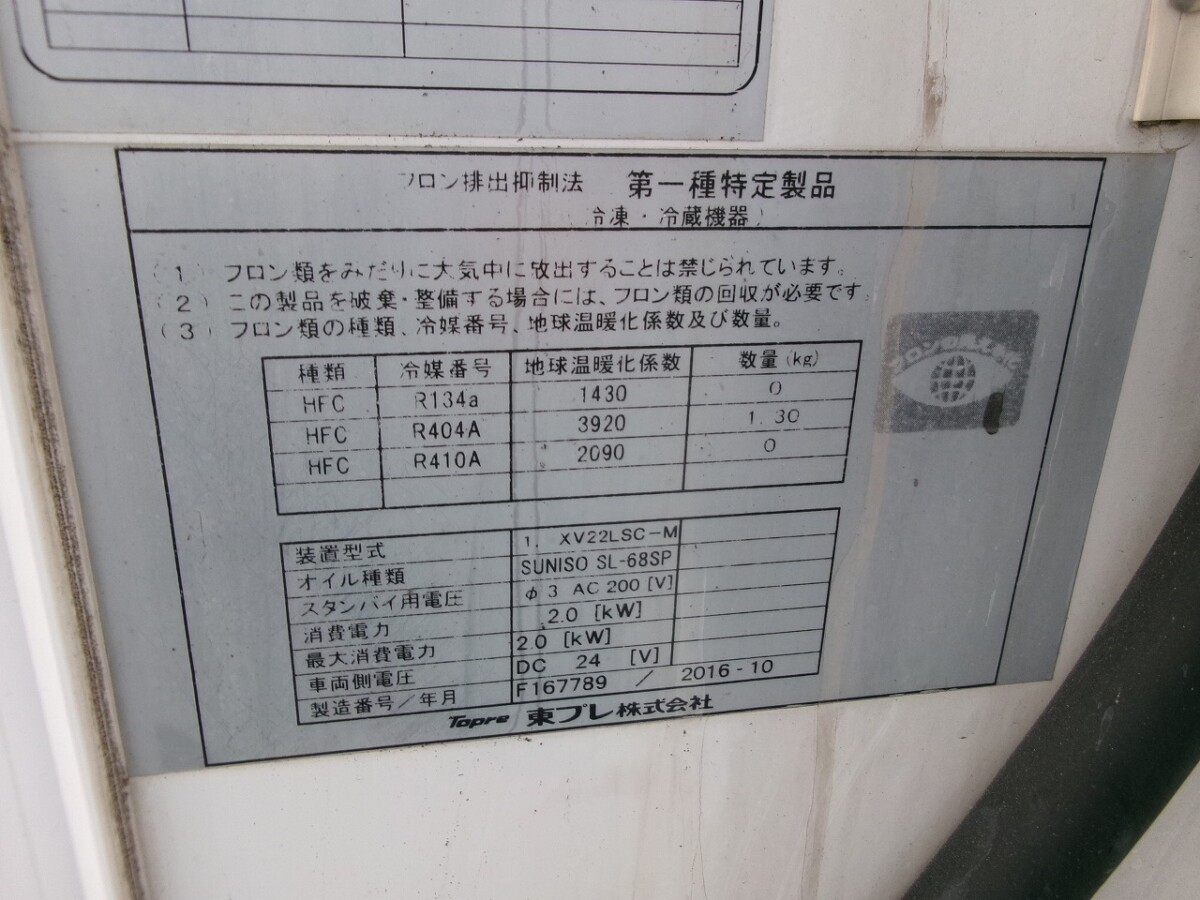 フロン排出抑制法 第一種特定製品
(冷凍・冷蔵機器)
(1) フロン類をみだりに大気中に放出することは禁じられています。
(2) この製品を破棄・整備する場合には、フロン類の回収が必要です。
(3) フロン類の種類、冷媒番号、地球温暖化係数及び数量。
種類 冷媒番号 地球温暖化係数 数量(kg)
HFC R134a 1430 0
HFC R404A 3920 1.30
HFC R410A 2090 0
装置型式 1. XV22LSC-M
オイル種類 SUNISO SL-68SP
スタンバイ用電圧 φ3 AC 200 [V]
消費電力 2.0 [kW]
最大消費電力 2.0 [kW]
車両側電圧 DC 24 [V]
製造番号/年月 F167789 / 2016-10
Topre 東プレ株式会社